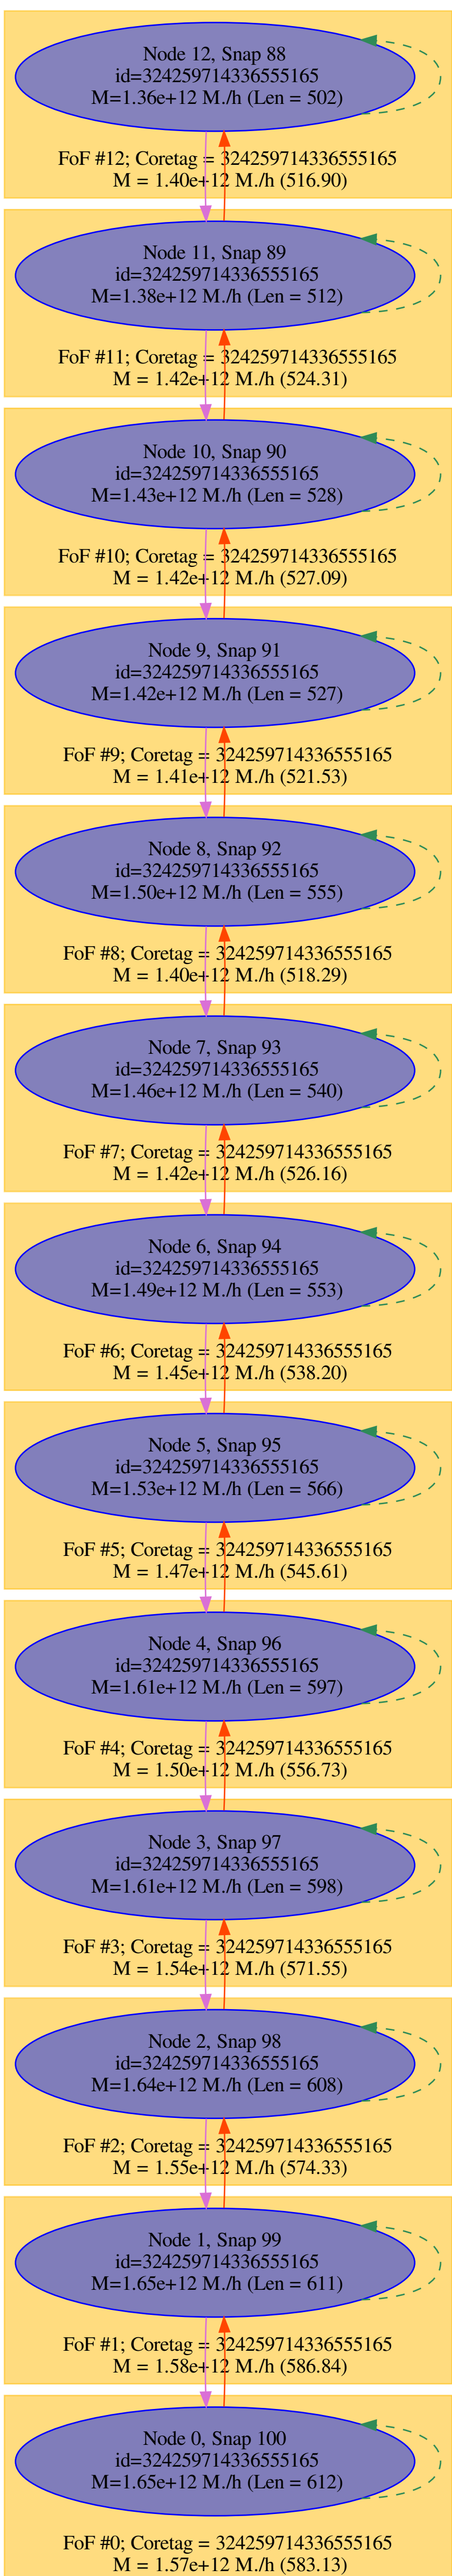 Node 12, Snap 88
id=324259714336555165
M=1.36e+12 M./h (Len = 502)
FoF #12; Coretag = 324259714336555165
M = 1.40e+12 M./h (516.90)
Node 11, Snap 89
id=324259714336555165
M=1.38e+12 M./h (Len = 512)
FoF #11; Coretag = 324259714336555165
M = 1.42e+12 M./h (524.31)
Node 10, Snap 90
id=324259714336555165
M=1.43e+12 M./h (Len = 528)
FoF #10; Coretag = 324259714336555165
M = 1.42e+12 M./h (527.09)
Node 9, Snap 91
id=324259714336555165
M=1.42e+12 M./h (Len = 527)
FoF #9; Coretag = 324259714336555165
M = 1.41e+12 M./h (521.53)
Node 8, Snap 92
id=324259714336555165
M=1.50e+12 M./h (Len = 555)
FoF #8; Coretag = 324259714336555165
M = 1.40e+12 M./h (518.29)
Node 7, Snap 93
id=324259714336555165
M=1.46e+12 M./h (Len = 540)
FoF #7; Coretag = 324259714336555165
M = 1.42e+12 M./h (526.16)
Node 6, Snap 94
id=324259714336555165
M=1.49e+12 M./h (Len = 553)
FoF #6; Coretag = 324259714336555165
M = 1.45e+12 M./h (538.20)
Node 5, Snap 95
id=324259714336555165
M=1.53e+12 M./h (Len = 566)
FoF #5; Coretag = 324259714336555165
M = 1.47e+12 M./h (545.61)
Node 4, Snap 96
id=324259714336555165
M=1.61e+12 M./h (Len = 597)
FoF #4; Coretag = 324259714336555165
M = 1.50e+12 M./h (556.73)
Node 3, Snap 97
id=324259714336555165
M=1.61e+12 M./h (Len = 598)
FoF #3; Coretag = 324259714336555165
M = 1.54e+12 M./h (571.55)
Node 2, Snap 98
id=324259714336555165
M=1.64e+12 M./h (Len = 608)
FoF #2; Coretag = 324259714336555165
M = 1.55e+12 M./h (574.33)
Node 1, Snap 99
id=324259714336555165
M=1.65e+12 M./h (Len = 611)
FoF #1; Coretag = 324259714336555165
M = 1.58e+12 M./h (586.84)
Node 0, Snap 100
id=324259714336555165
M=1.65e+12 M./h (Len = 612)
FoF #0; Coretag = 324259714336555165
M = 1.57e+12 M./h (583.13)